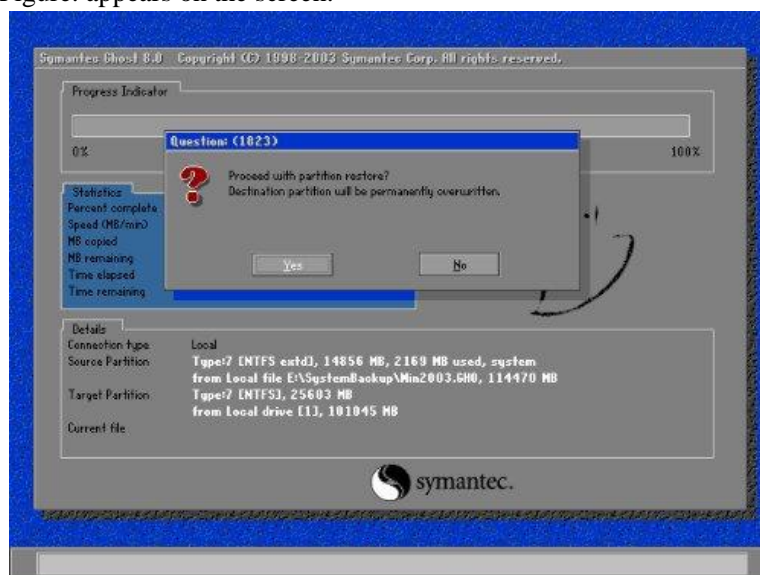 Figure: appears on the screen.
Symantec Ghost 8.0 Copyright (C) 1998-2003 Symantec Corp. All rights reserved.
Progress Indicator
0% 100%
Question: (1823)
Proceed with partition restore?
Destination partition will be permanently overwritten.
Yes No
Statistics
Percent complete
Speed (MB/min)
MB copied
MB remaining
Time elapsed
Time remaining
Details
Connection type Local
Source Partition Type:7 [NTFS extd], 14856 MB, 2169 MB used, system
from Local file E:\SystemBackup\Min2003.GHO, 114470 MB
Target Partition Type:7 [NTFS], 25603 MB
from Local drive [1], 101045 MB
Current file
symantec.